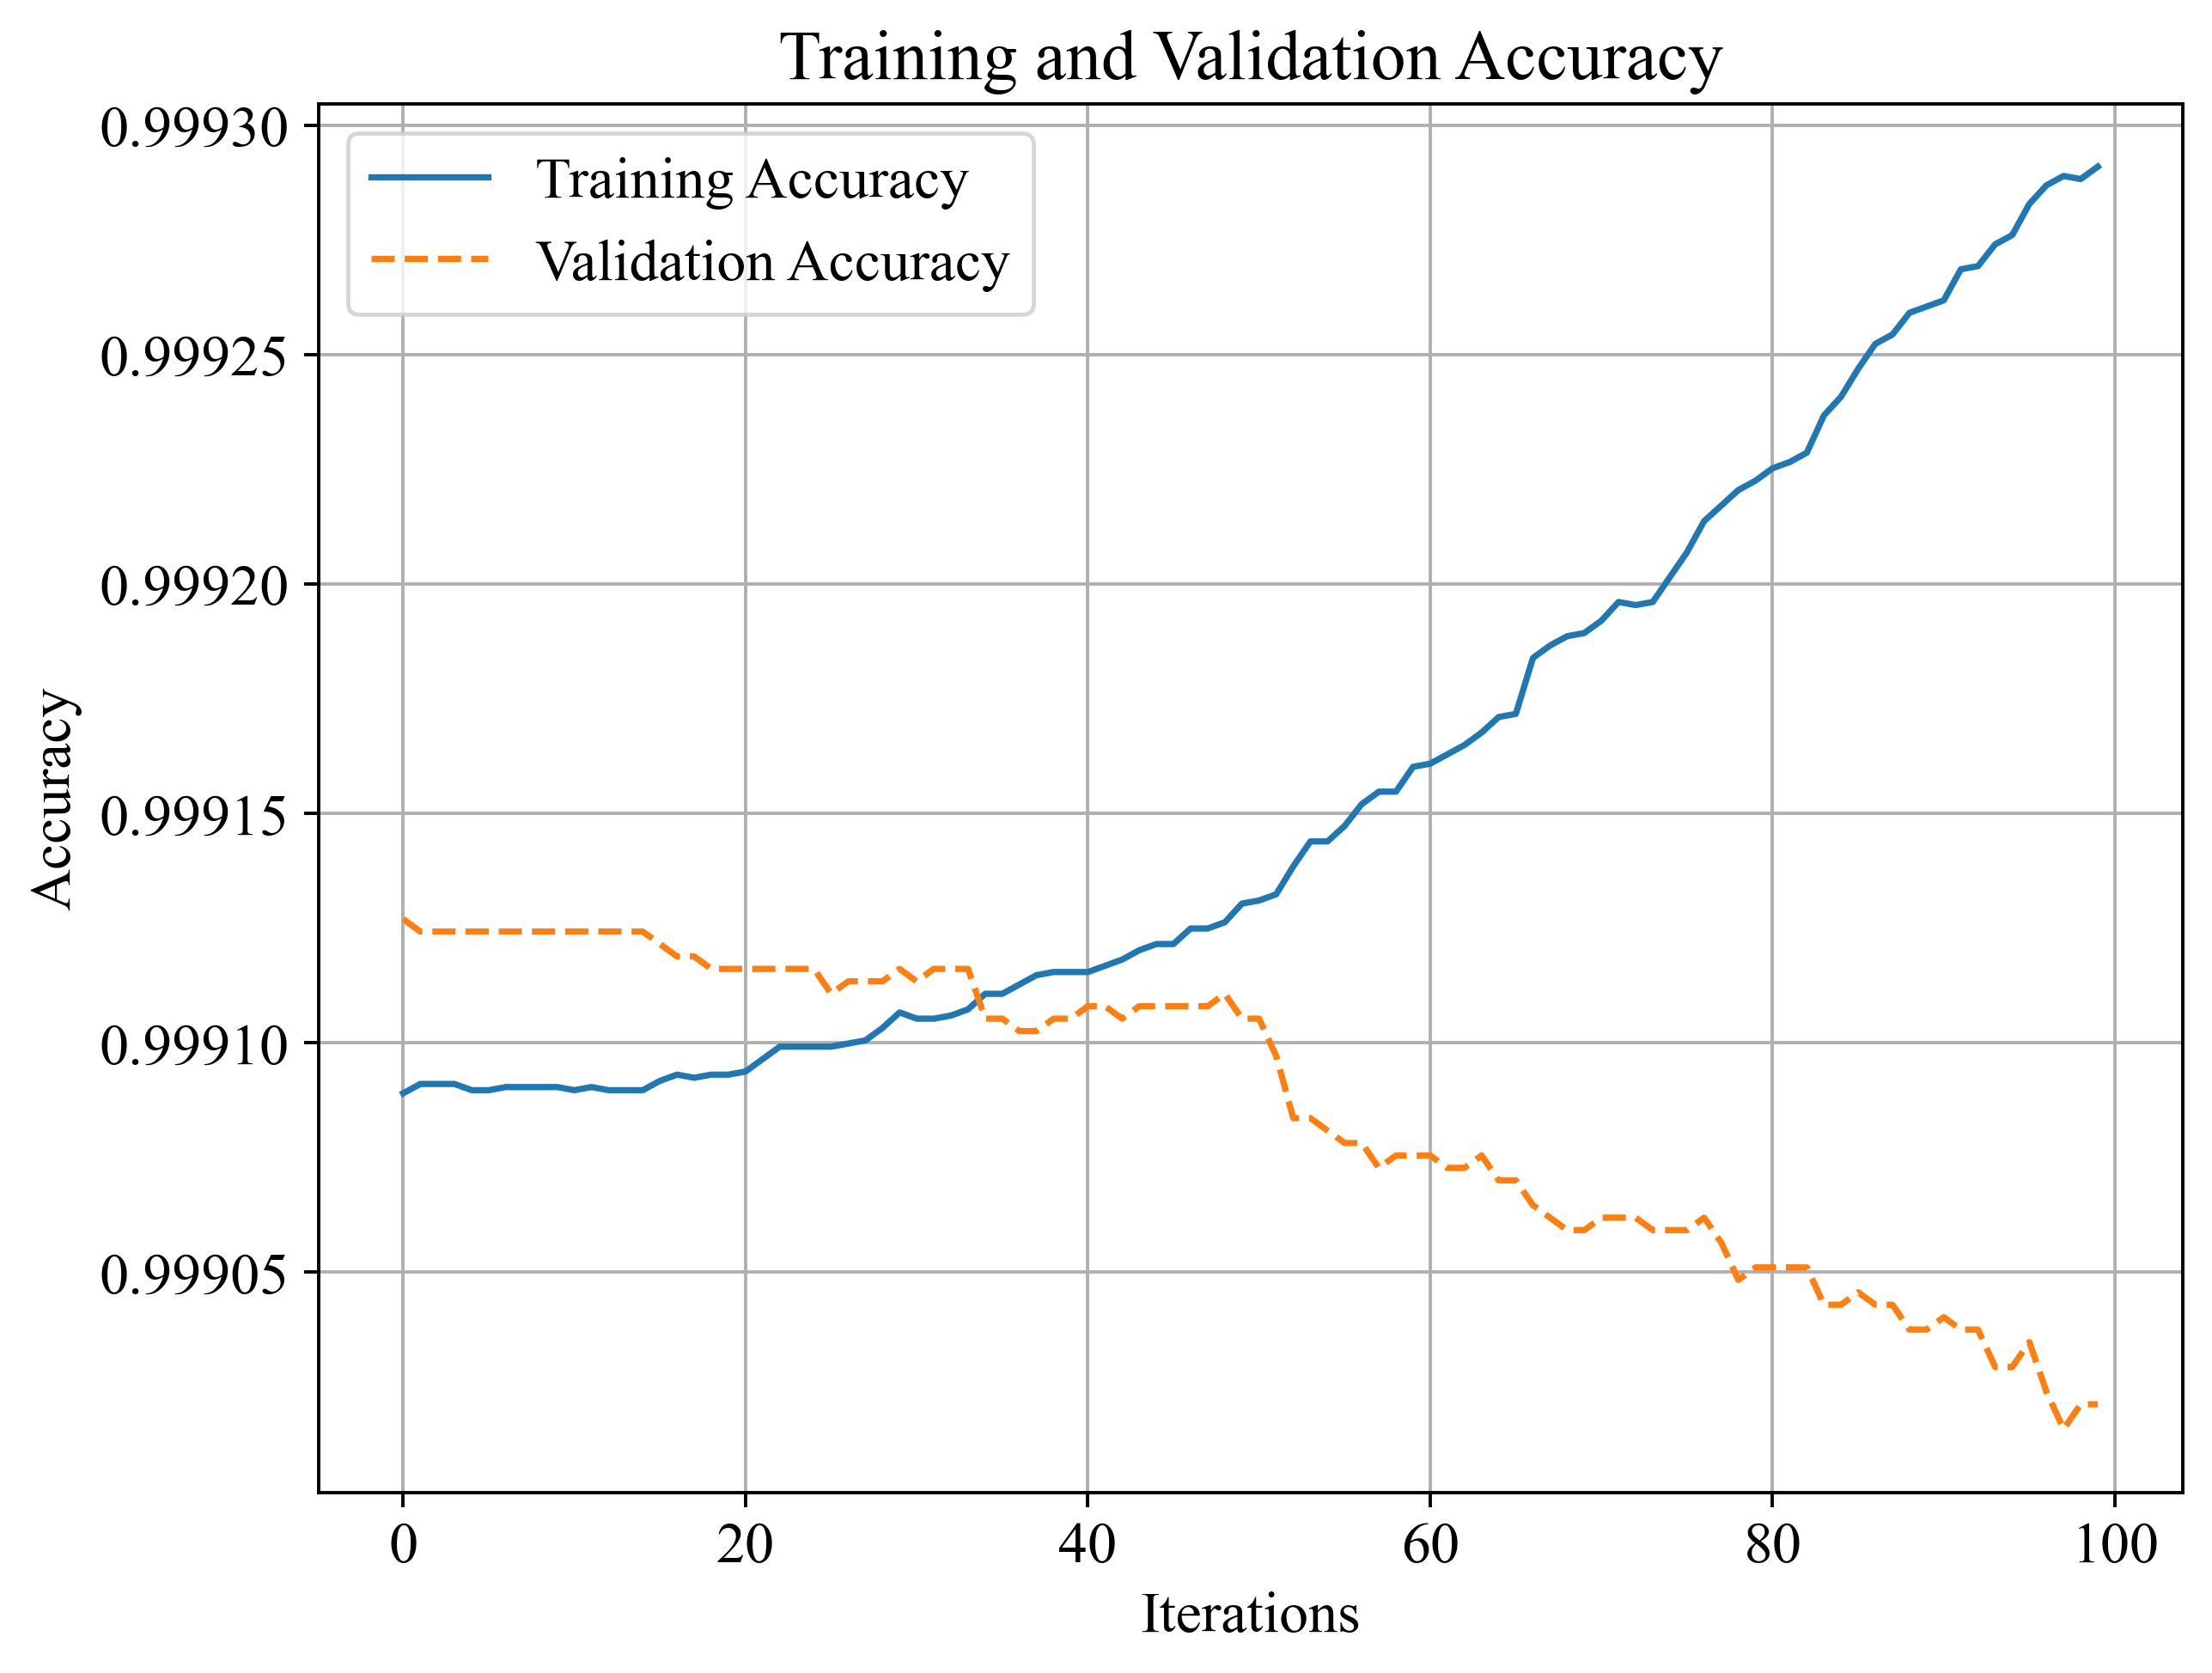 Training and Validation Accuracy
0.99930
Training Accuracy
Validation Accuracy
0.99925
0.99920
0.99915
0.99910
0.99905
Accuracy
0 20 40 60 80 100
Iterations